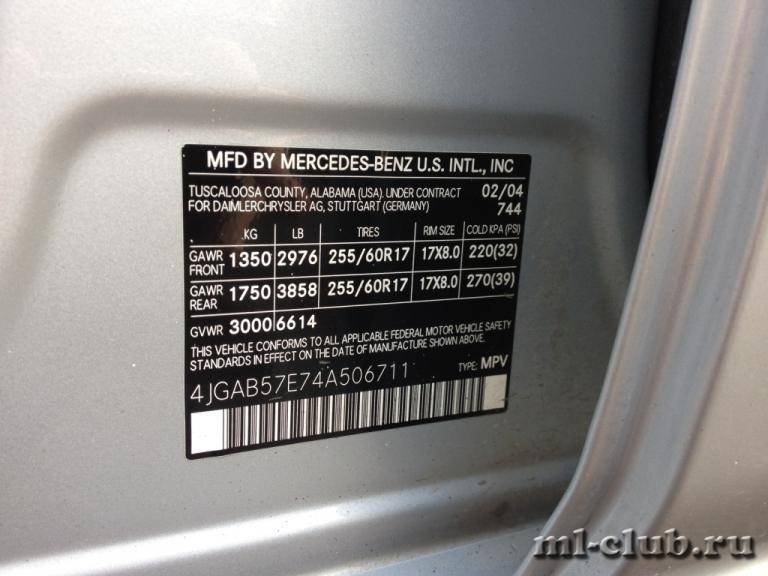 MFD BY MERCEDES-BENZ U.S. INTL., INC
TUSCALOOSA COUNTY, ALABAMA (USA). UNDER CONTRACT 02/04
FOR DAIMLERCHRYSLER AG, STUTTGART (GERMANY) 744
KG LB TIRES RIM SIZE COLD KPA (PSI)
GAWR FRONT 1350 2976 255/60R17 17X8.0 220(32)
GAWR REAR 1750 3858 255/60R17 17X8.0 270(39)
GVWR 3000 6614
THIS VEHICLE CONFORMS TO ALL APPLICABLE FEDERAL MOTOR VEHICLE SAFETY
STANDARDS IN EFFECT ON THE DATE OF MANUFACTURE SHOWN ABOVE.
4JGAB57E74A506711 TYPE: MPV
ml-club.ru